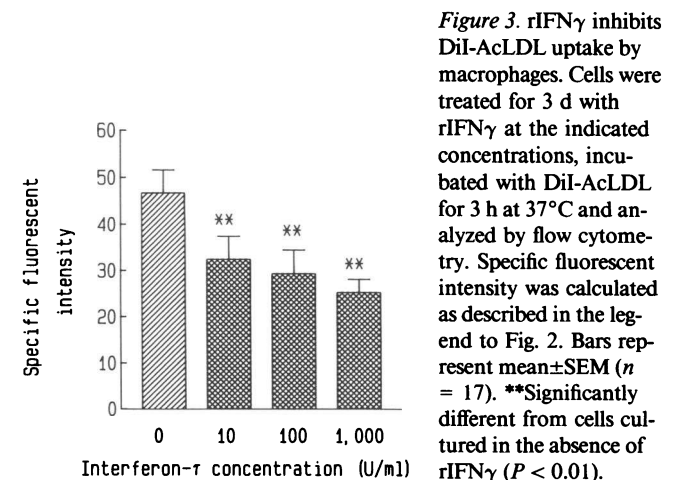 Figure 3. rIFNγ inhibits
DiI-AcLDL uptake by
macrophages. Cells were
treated for 3 d with
rIFNγ at the indicated
concentrations, incu-
bated with DiI-AcLDL
for 3 h at 37°C and an-
alyzed by flow cytome-
try. Specific fluorescent
intensity was calculated
as described in the leg-
end to Fig. 2. Bars rep-
resent mean±SEM (n
= 17). **Significantly
different from cells cul-
tured in the absence of
rIFNγ (P < 0.01).
Specific fluorescent
intensity
60
50
40
30
20
10
0
**
**
**
0 10 100 1,000
Interferon-τ concentration (U/ml)